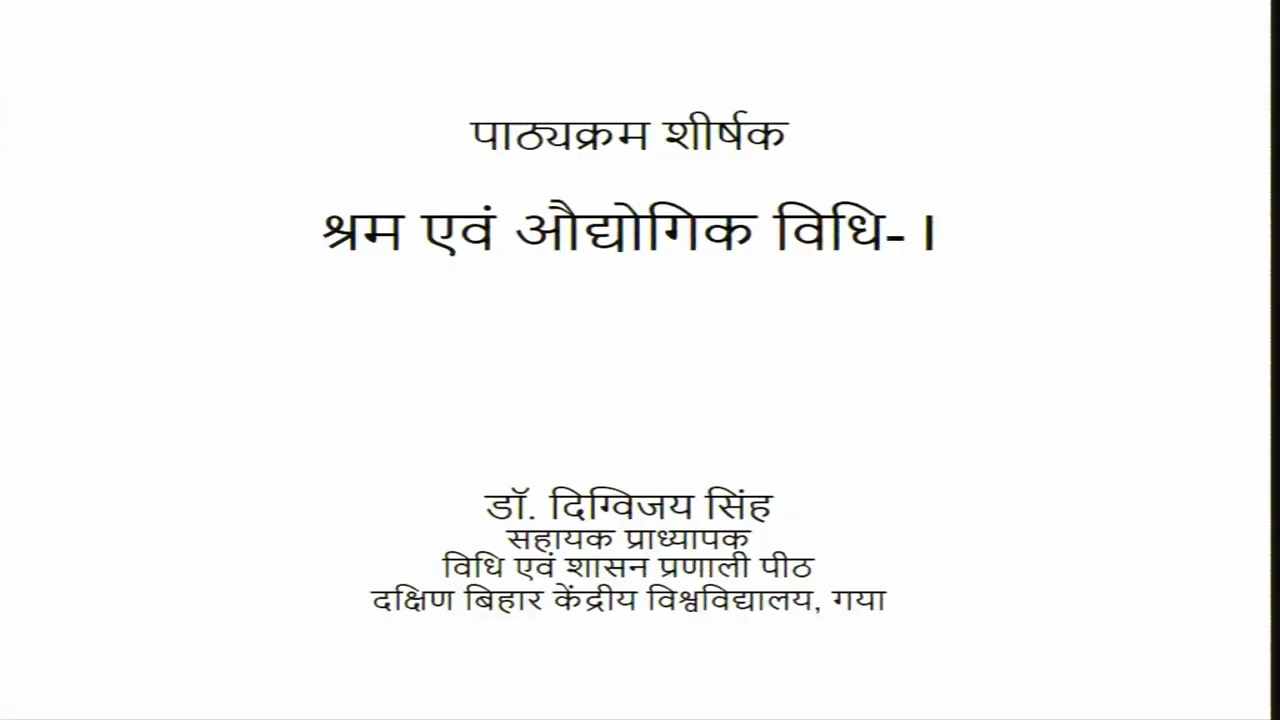 पाठ्यक्रम शीर्षक
श्रम एवं औद्योगिक विधि- I
डॉ. दिग्विजय सिंह
सहायक प्राध्यापक
विधि एवं शासन प्रणाली पीठ
दक्षिण बिहार केंद्रीय विश्वविद्यालय, गया